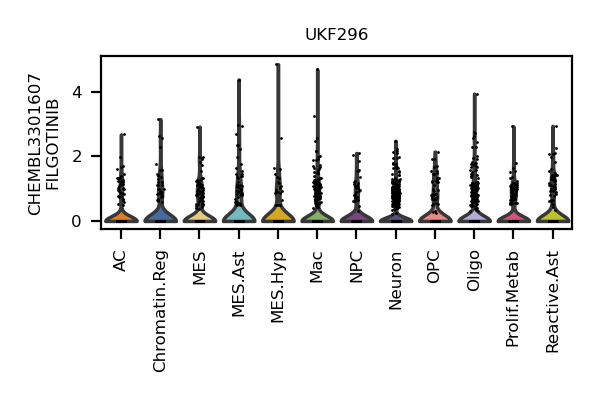 UKF296
CHEMBL3301607
FILGOTINIB
4
2
0
AC
Chromatin.Reg
MES
MES.Ast
MES.Hyp
Mac
NPC
Neuron
OPC
Oligo
Prolif.Metab
Reactive.Ast